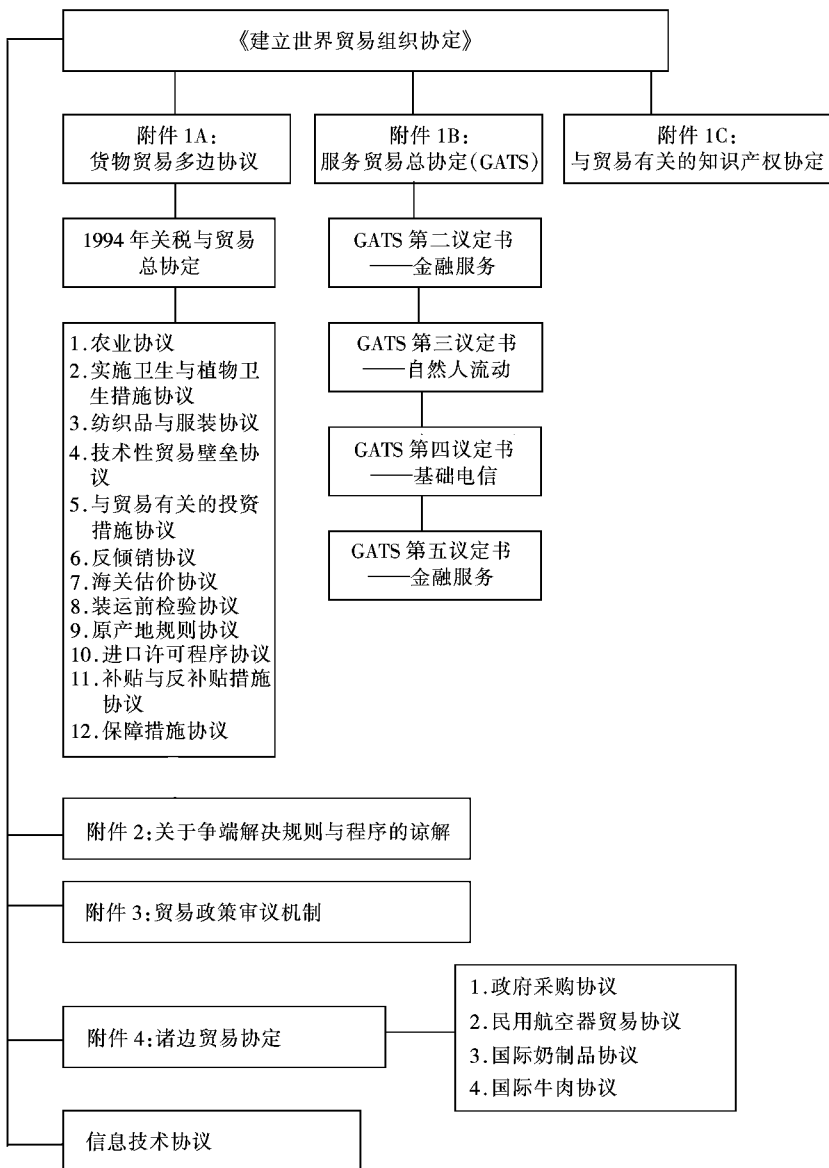 《建立世界贸易组织协定》
附件 1A:
货物贸易多边协议
附件 1B:
服务贸易总协定(GATS)
附件 1C:
与贸易有关的知识产权协定
1994 年关税与贸易
总协定
GATS 第二议定书
——金融服务
1.农业协议
2.实施卫生与植物卫
生措施协议
3.纺织品与服装协议
4.技术性贸易壁垒协
议
5.与贸易有关的投资
措施协议
6.反倾销协议
7.海关估价协议
8.装运前检验协议
9.原产地规则协议
10.进口许可程序协议
11.补贴与反补贴措施
协议
12.保障措施协议
GATS 第三议定书
——自然人流动
GATS 第四议定书
——基础电信
GATS 第五议定书
——金融服务
附件 2:关于争端解决规则与程序的谅解
附件 3:贸易政策审议机制
附件 4:诸边贸易协定
1.政府采购协议
2.民用航空器贸易协议
3.国际奶制品协议
4.国际牛肉协议
信息技术协议